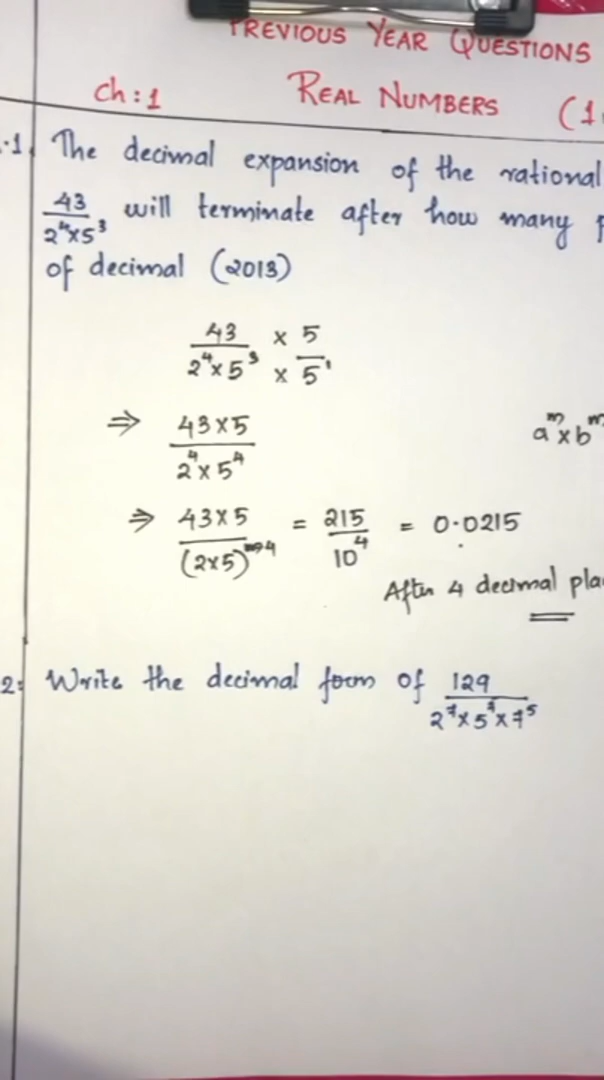 PREVIOUS YEAR QUESTIONS
Ch : 1 REAL NUMBERS (1
.1. The decimal expansion of the rational
43/2⁴×5³ will terminate after how many
of decimal (2013)
43/2⁴×5³ × 5/5¹
⇒ 43×5/2⁴×5⁴ aᵐ×bᵐ
⇒ 43×5/(2×5)⁴ = 215/10⁴ = 0.0215
After 4 decimal pla
2: Write the decimal form of 129/2⁷×5⁷×7⁵